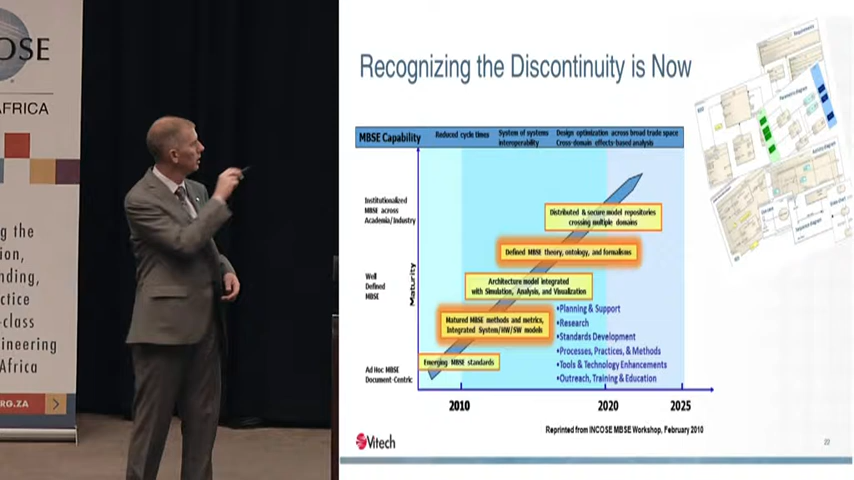 COSE
AFRICA
g the
ion,
nding,
ctice
-class
ineering
Africa
RG.ZA
Recognizing the Discontinuity is Now
MBSE Capability
Reduced cycle times
System of systems
interoperability
Design optimization across broad trade space
Cross-domain effects-based analysis
Institutionalized
MBSE across
Academia/Industry
Distributed & secure model repositories
crossing multiple domains
Defined MBSE theory, ontology, and formalisms
Well
Defined
MBSE
Maturity
Architecture model integrated
with Simulation, Analysis, and Visualization
Matured MBSE methods and metrics,
Integrated System/HW/SW models
•Planning & Support
•Research
•Standards Development
•Processes, Practices, & Methods
•Tools & Technology Enhancements
•Outreach, Training & Education
Emerging MBSE standards
Ad Hoc MBSE
Document-Centric
2010
2020
2025
Reprinted from INCOSE MBSE Workshop, February 2010
Vitech
22